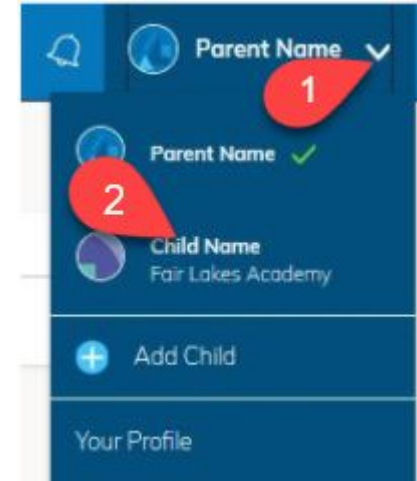 Parent Name
1
Parent Name
2
Child Name
Fair Lakes Academy
Add Child
Your Profile